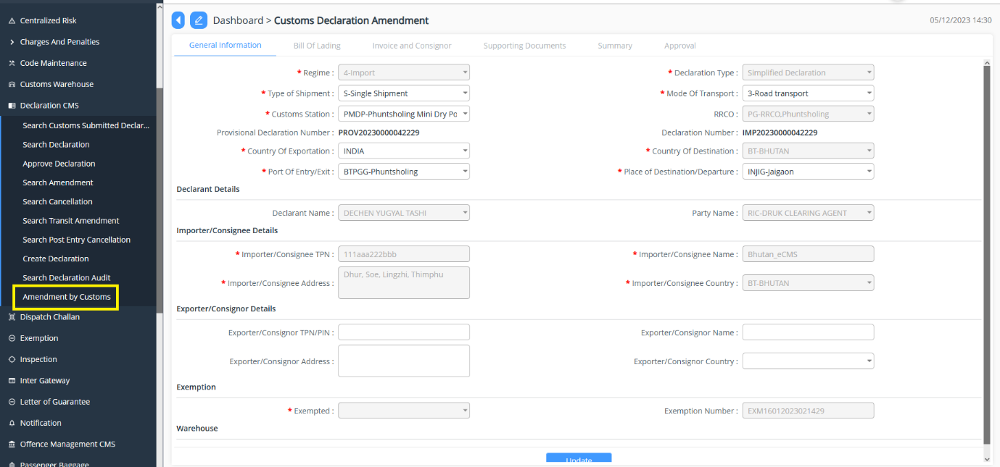 Centralized Risk
Charges And Penalties
Code Maintenance
Customs Warehouse
Declaration CMS
Search Customs Submitted Declar...
Search Declaration
Approve Declaration
Search Amendment
Search Cancellation
Search Transit Amendment
Search Post Entry Cancellation
Create Declaration
Search Declaration Audit
Amendment by Customs
Dispatch Challan
Exemption
Inspection
Inter Gateway
Letter of Guarantee
Notification
Offence Management CMS
Passenger Baggage
Dashboard > Customs Declaration Amendment 05/12/2023 14:30
General Information Bill Of Lading Invoice and Consignor Supporting Documents Summary Approval
* Regime : 4-Import * Declaration Type : Simplified Declaration
* Type of Shipment : S-Single Shipment * Mode Of Transport : 3-Road transport
* Customs Station : PMDP-Phuntsholing Mini Dry Po RRCO : PG-RRCO,Phuntsholing
Provisional Declaration Number : PROV20230000042229 Declaration Number : IMP20230000042229
* Country Of Exportation : INDIA * Country Of Destination : BT-BHUTAN
* Port Of Entry/Exit : BTPGG-Phuntsholing * Place of Destination/Departure : INJIG-Jaigaon
Declarant Details
Declarant Name : DECHEN YUGYAL TASHI Party Name : RIC-DRUK CLEARING AGENT
Importer/Consignee Details
* Importer/Consignee TPN : 111aaa222bbb * Importer/Consignee Name : Bhutan_eCMS
* Importer/Consignee Address : Dhur, Soe, Lingzhi, Thimphu * Importer/Consignee Country : BT-BHUTAN
Exporter/Consignor Details
Exporter/Consignor TPN/PIN : Exporter/Consignor Name :
Exporter/Consignor Address : Exporter/Consignor Country :
Exemption
* Exempted : Exemption Number : EXM16012023021429
Warehouse
Update